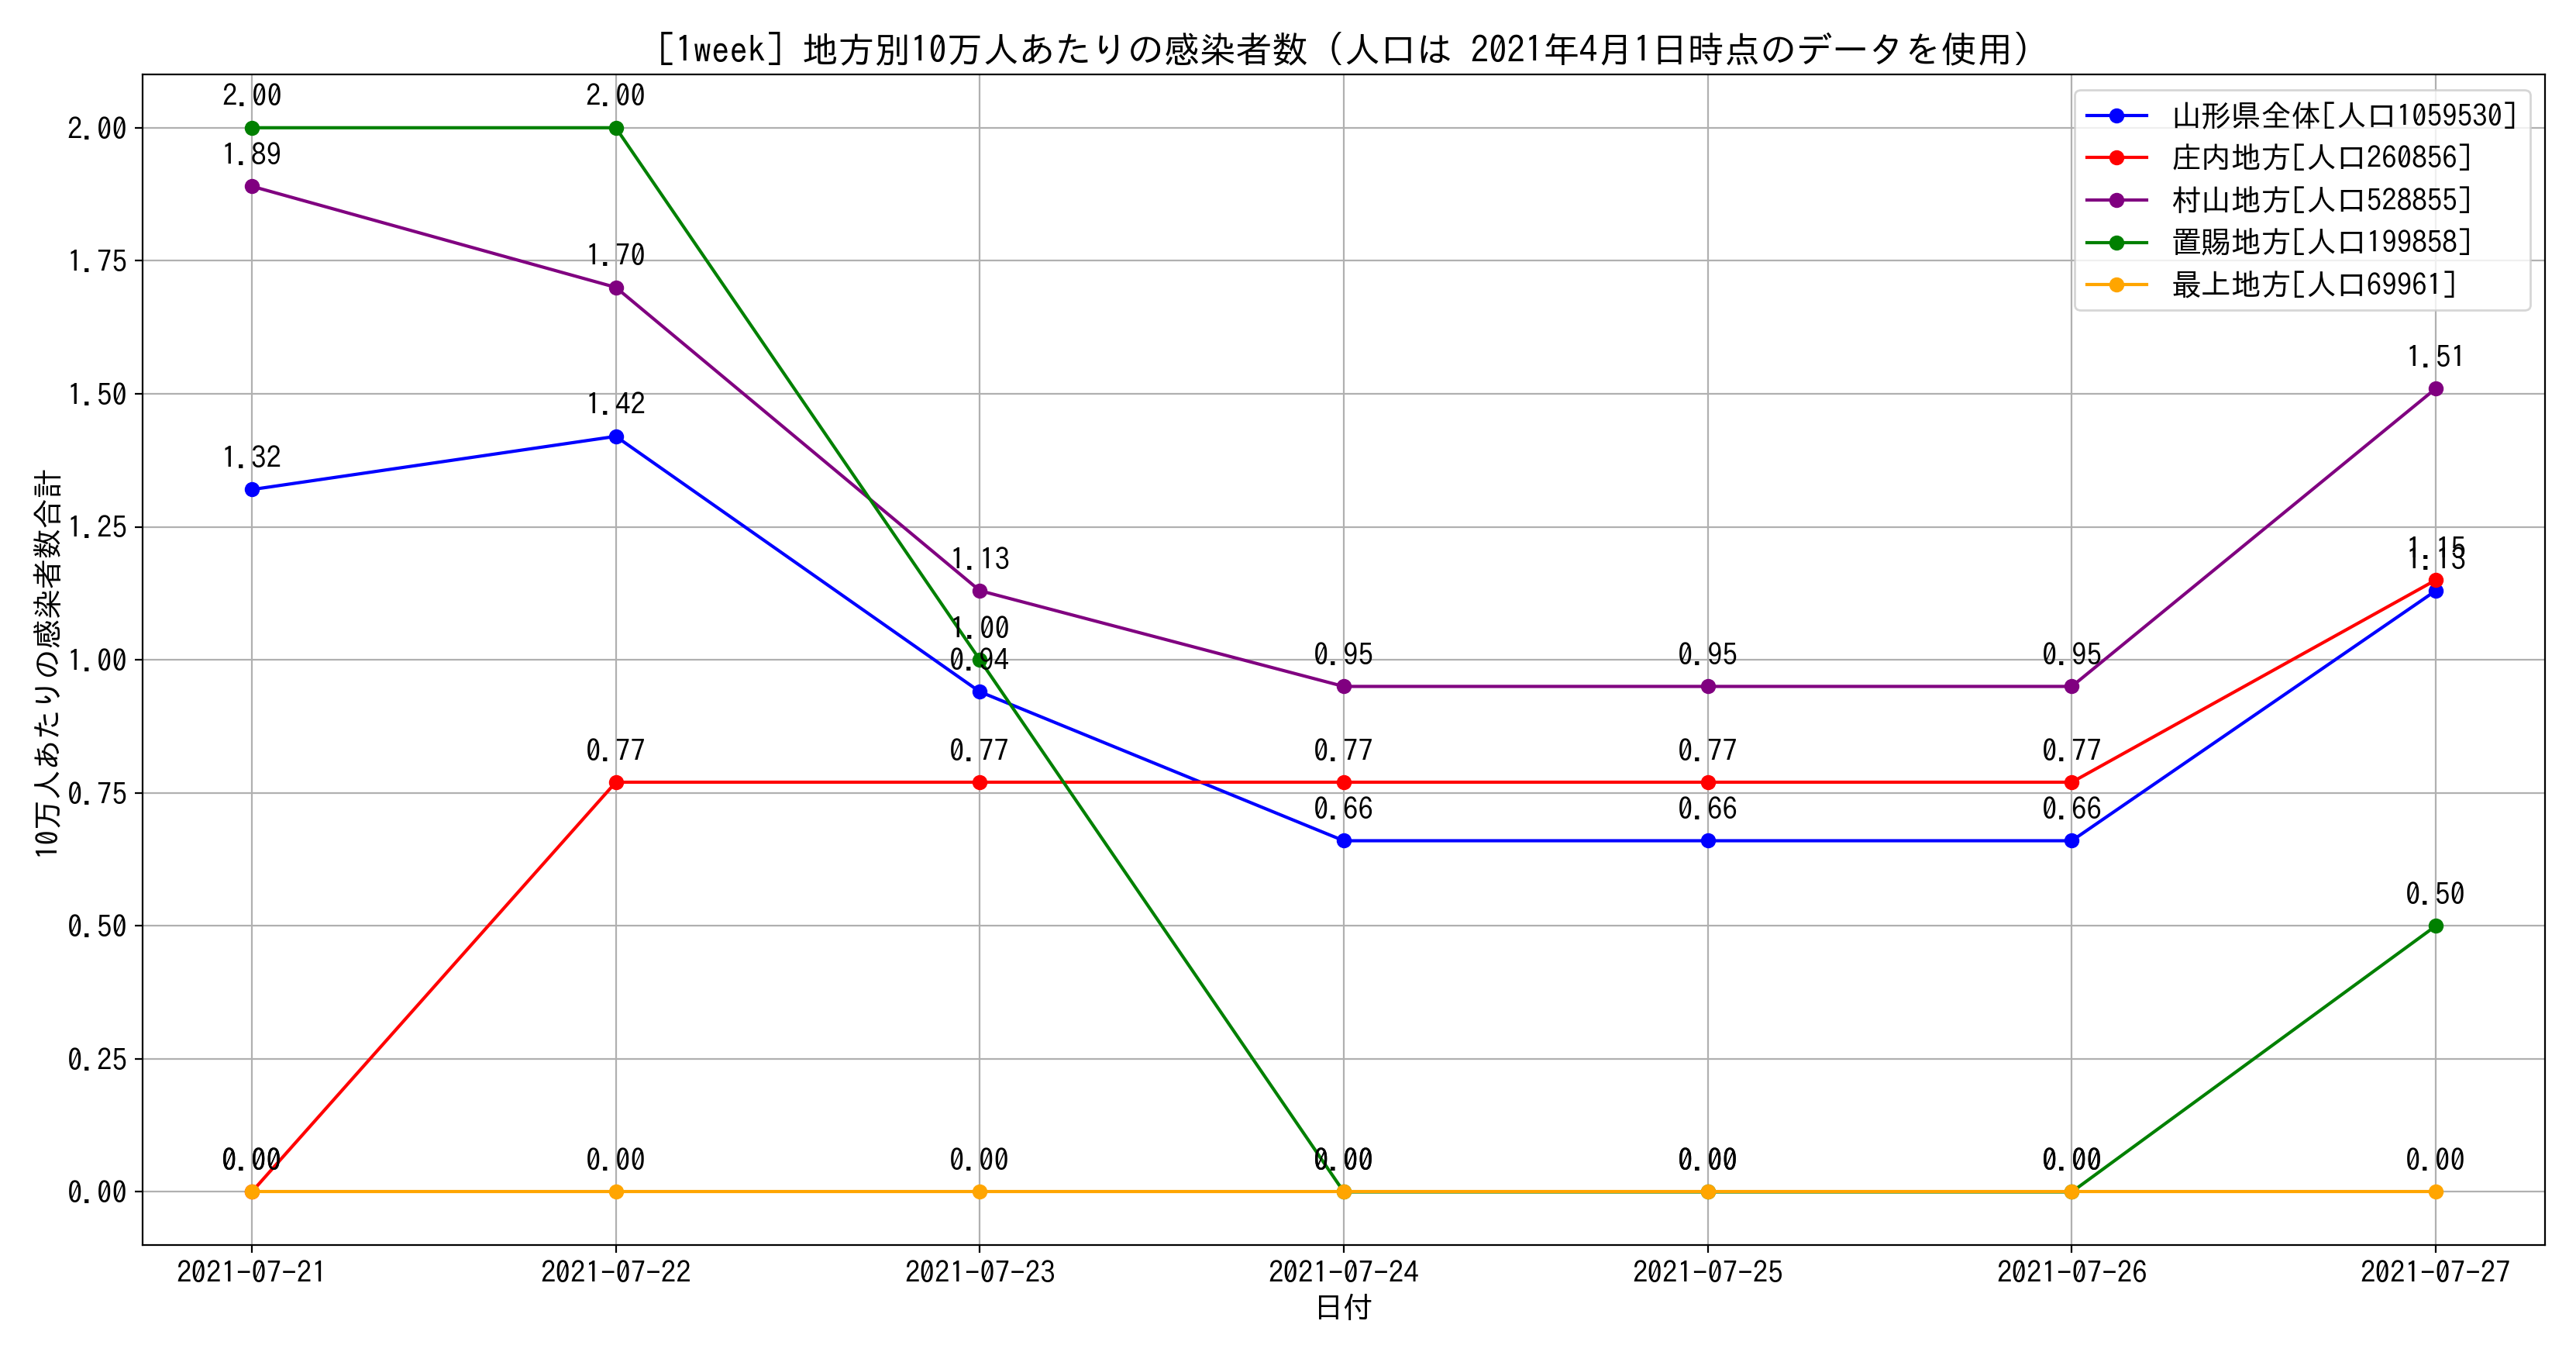 [1week] 地方別10万人あたりの感染者数 (人口は 2021年4月1日時点のデータを使用)
山形県全体[人口1059530]
庄内地方[人口260856]
村山地方[人口528855]
置賜地方[人口199858]
最上地方[人口69961]
10万人あたりの感染者数合計
2.00
1.75
1.50
1.25
1.00
0.75
0.50
0.25
0.00
2.00 2.00
1.89
1.70
1.51
1.42
1.32
1.15
1.13 1.13
1.00
0.94 0.95 0.95 0.95
0.77 0.77 0.77 0.77 0.77
0.66 0.66 0.66
0.50
0.00 0.00 0.00 0.00 0.00 0.00 0.00
2021-07-21 2021-07-22 2021-07-23 2021-07-24 2021-07-25 2021-07-26 2021-07-27
日付